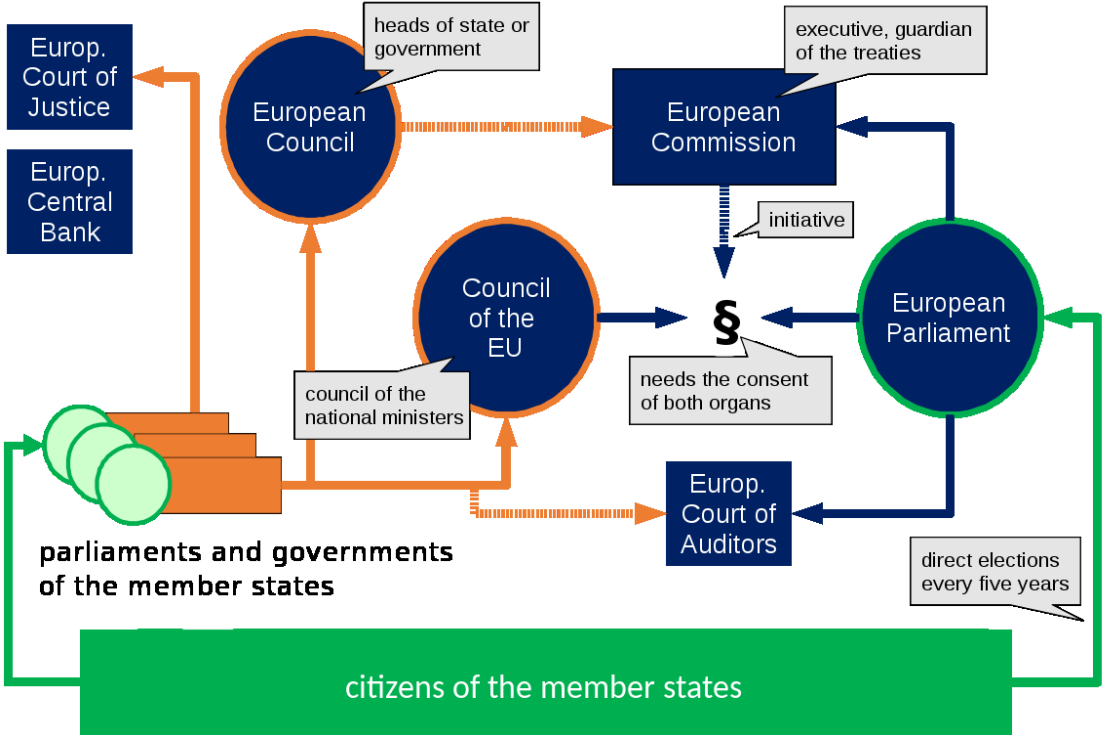 heads of state or
government
executive, guardian
of the treaties
Europ.
Court of
Justice
European
Council
European
Commission
Europ.
Central
Bank
initiative
Council
of the
EU
§
European
Parliament
council of the
national ministers
needs the consent
of both organs
Europ.
Court of
Auditors
parliaments and governments
of the member states
direct elections
every five years
citizens of the member states